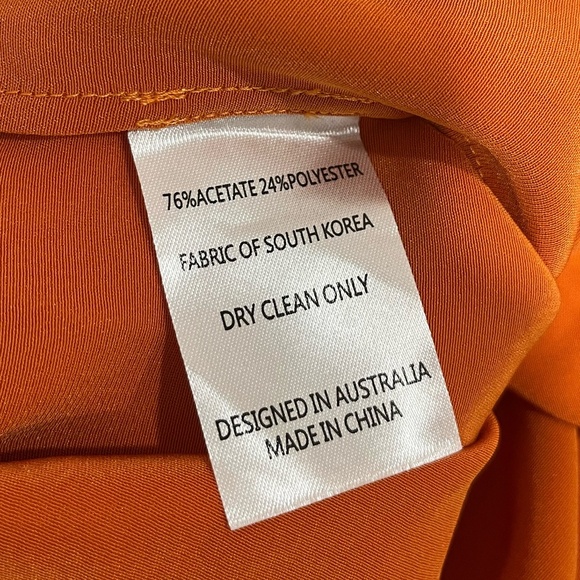 76%ACETATE 24%POLYESTER
FABRIC OF SOUTH KOREA
DRY CLEAN ONLY
DESIGNED IN AUSTRALIA
MADE IN CHINA